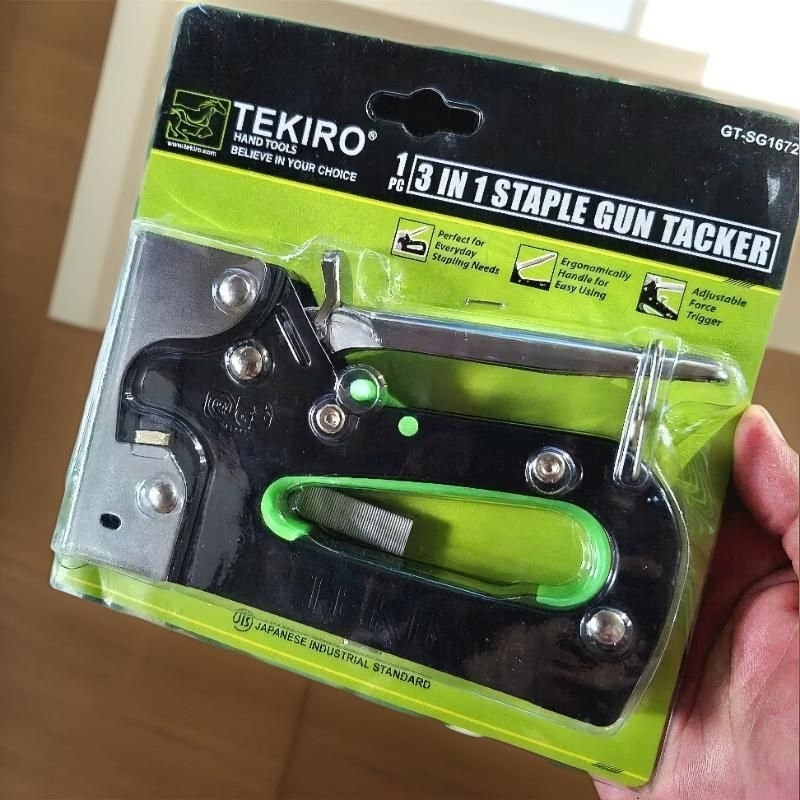 TEKIRO®
HAND TOOLS
BELIEVE IN YOUR CHOICE
www.tekiro.com
GT-SG1672
1 PC
3 IN 1 STAPLE GUN TACKER
Perfect for
Everyday
Stapling Needs
Ergonomically
Handle for
Easy Using
Adjustable
Force
Trigger
JIS
JAPANESE INDUSTRIAL STANDARD